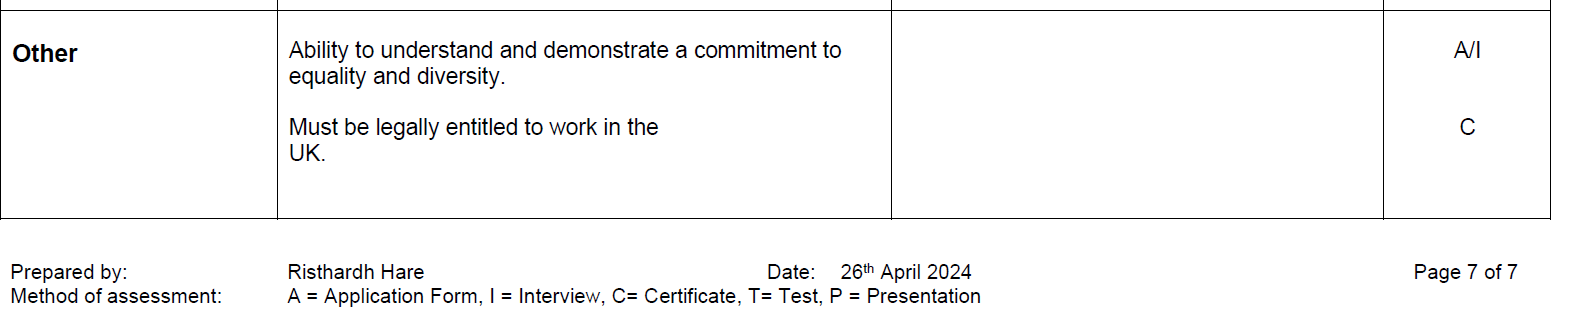 Other
Ability to understand and demonstrate a commitment to
equality and diversity.
A/I
Must be legally entitled to work in the
UK.
C
Prepared by: Risthardh Hare Date: 26th April 2024 Page 7 of 7
Method of assessment: A = Application Form, I = Interview, C= Certificate, T= Test, P = Presentation